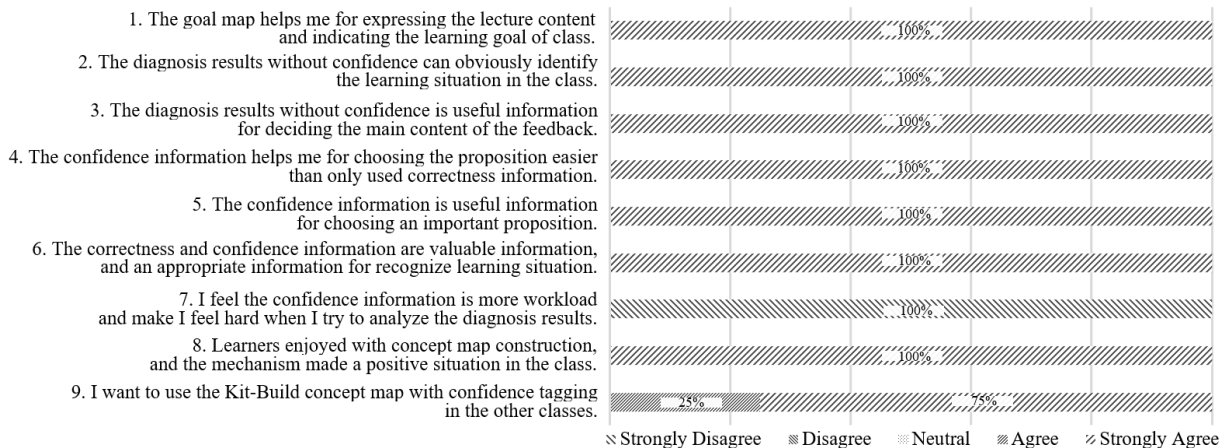 1. The goal map helps me for expressing the lecture content
and indicating the learning goal of class.
100%
2. The diagnosis results without confidence can obviously identify
the learning situation in the class.
100%
3. The diagnosis results without confidence is useful information
for deciding the main content of the feedback.
100%
4. The confidence information helps me for choosing the proposition easier
than only used correctness information.
100%
5. The confidence information is useful information
for choosing an important proposition.
100%
6. The correctness and confidence information are valuable information,
and an appropriate information for recognize learning situation.
100%
7. I feel the confidence information is more workload
and make I feel hard when I try to analyze the diagnosis results.
100%
8. Learners enjoyed with concept map construction,
and the mechanism made a positive situation in the class.
100%
9. I want to use the Kit-Build concept map with confidence tagging
in the other classes.
25% 75%
Strongly Disagree Disagree Neutral Agree Strongly Agree